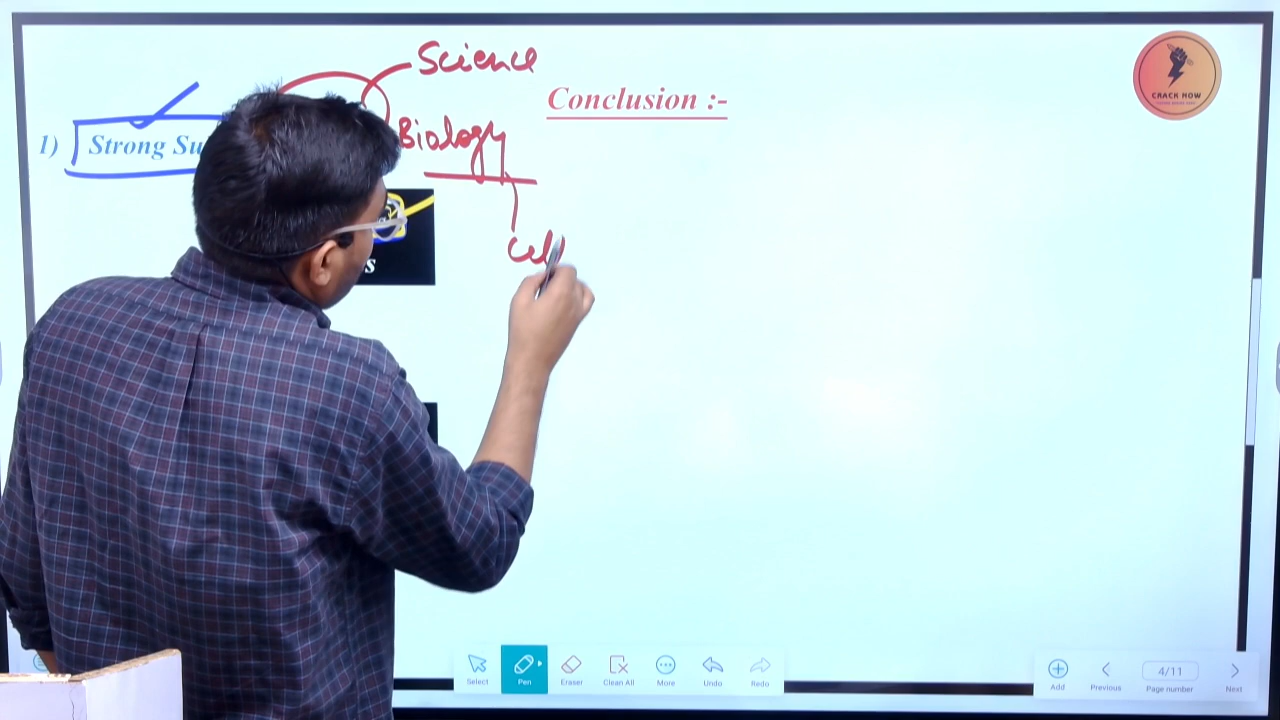 Science
Conclusion :-
CRACK NOW
Biology
1) Strong Su
Cell
s
Select
Pen
Eraser
Clean All
More
Undo
Redo
Add
Previous
4/11
Page number
Next